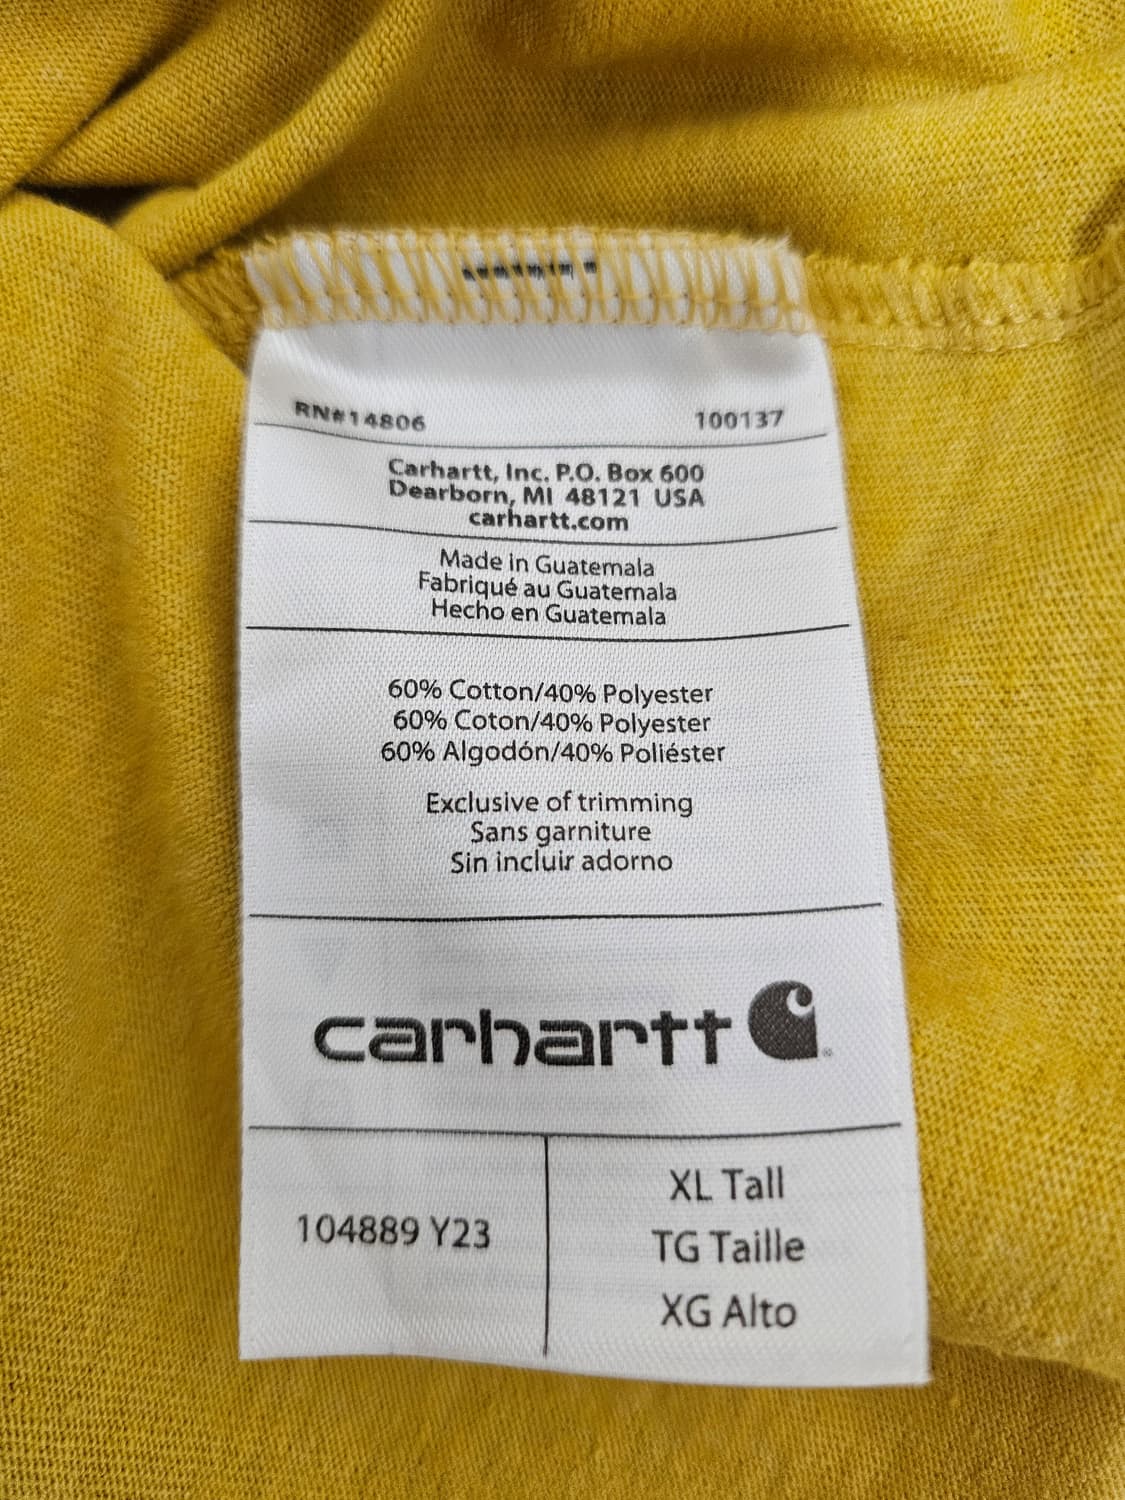 RN#14806 100137
Carhartt, Inc. P.O. Box 600
Dearborn, MI 48121 USA
carhartt.com
Made in Guatemala
Fabriqué au Guatemala
Hecho en Guatemala
60% Cotton/40% Polyester
60% Coton/40% Polyester
60% Algodón/40% Poliéster
Exclusive of trimming
Sans garniture
Sin incluir adorno
carhartt
104889 Y23
XL Tall
TG Taille
XG Alto